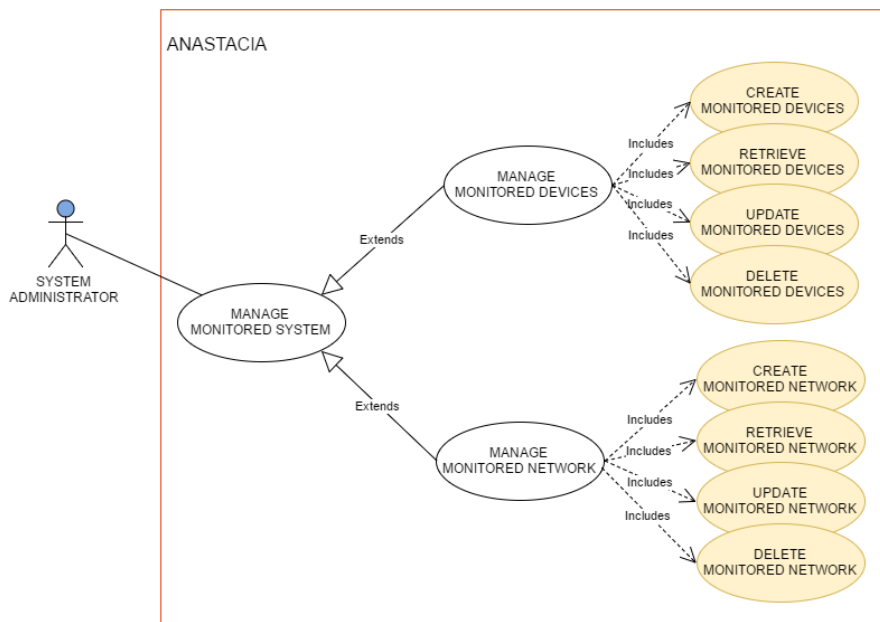 ANASTACIA
CREATE
MONITORED DEVICES
Includes
RETRIEVE
MONITORED DEVICES
Includes
MANAGE
MONITORED DEVICES
Includes
UPDATE
MONITORED DEVICES
Includes
DELETE
MONITORED DEVICES
Extends
SYSTEM
ADMINISTRATOR
MANAGE
MONITORED SYSTEM
Extends
CREATE
MONITORED NETWORK
Includes
RETRIEVE
MONITORED NETWORK
Includes
MANAGE
MONITORED NETWORK
Includes
UPDATE
MONITORED NETWORK
Includes
DELETE
MONITORED NETWORK